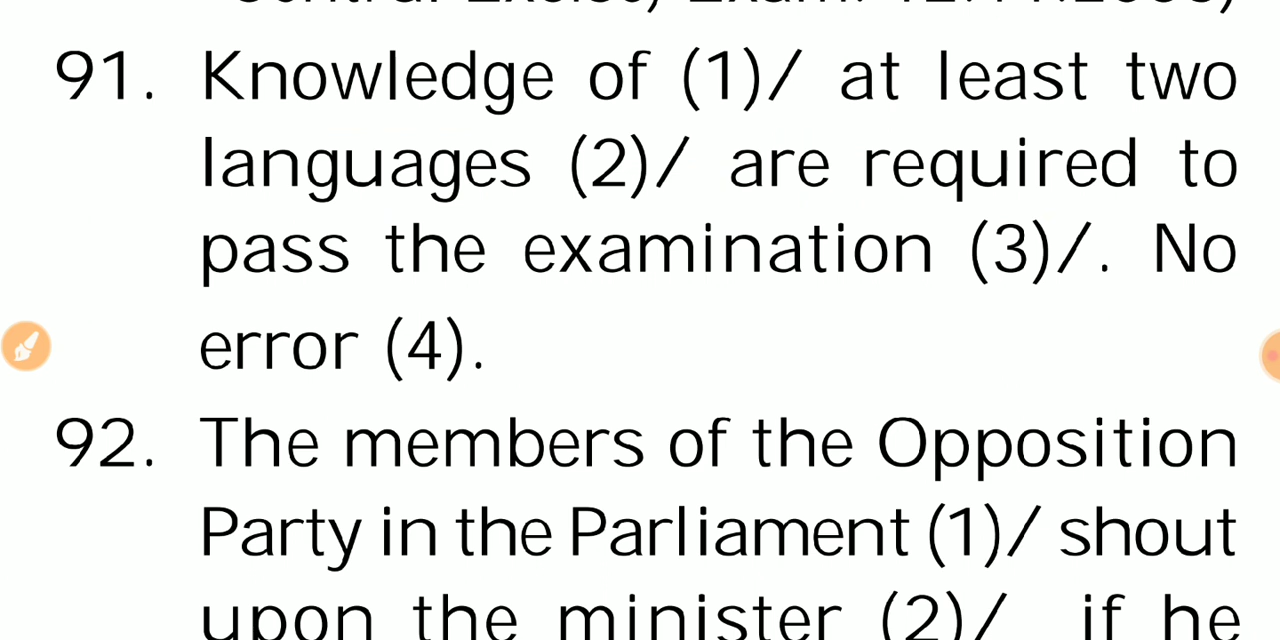 91. Knowledge of (1)/ at least two
languages (2)/ are required to
pass the examination (3)/. No
error (4).
92. The members of the Opposition
Party in the Parliament (1)/ shout
upon the minister (2)/ if he